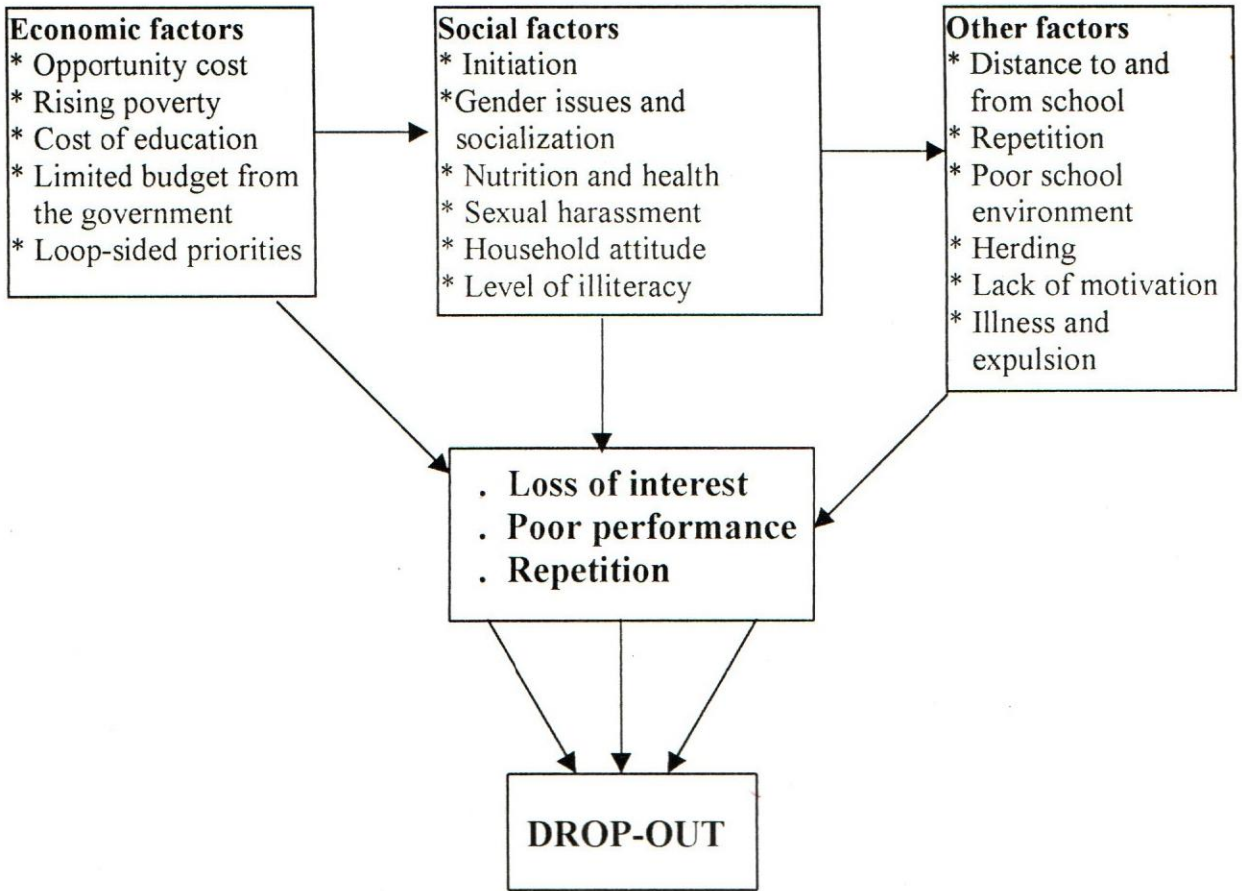 Economic factors
* Opportunity cost
* Rising poverty
* Cost of education
* Limited budget from
the government
* Loop-sided priorities
Social factors
* Initiation
*Gender issues and
socialization
* Nutrition and health
* Sexual harassment
* Household attitude
* Level of illiteracy
Other factors
* Distance to and
from school
* Repetition
* Poor school
environment
* Herding
* Lack of motivation
* Illness and
expulsion
. Loss of interest
. Poor performance
. Repetition
DROP-OUT